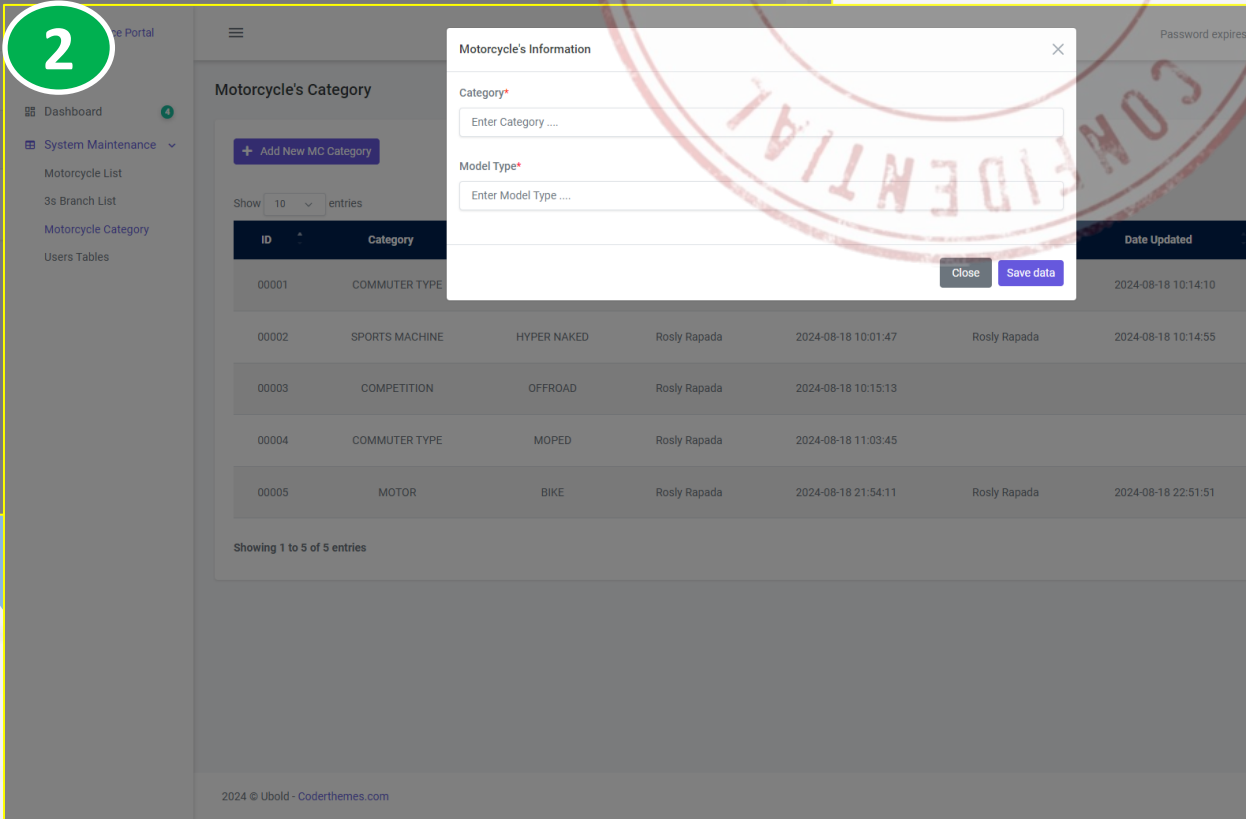 2
ce Portal
Password expires
Dashboard 4
System Maintenance
Motorcycle List
3s Branch List
Motorcycle Category
Users Tables
Motorcycle's Category
+ Add New MC Category
Show 10 entries
Motorcycle's Information
Category*
Enter Category ....
Model Type*
Enter Model Type ....
Close Save data
CONFIDENTIAL
ID Category Date Updated
00001 COMMUTER TYPE 2024-08-18 10:14:10
00002 SPORTS MACHINE HYPER NAKED Rosly Rapada 2024-08-18 10:01:47 Rosly Rapada 2024-08-18 10:14:55
00003 COMPETITION OFFROAD Rosly Rapada 2024-08-18 10:15:13
00004 COMMUTER TYPE MOPED Rosly Rapada 2024-08-18 11:03:45
00005 MOTOR BIKE Rosly Rapada 2024-08-18 21:54:11 Rosly Rapada 2024-08-18 22:51:51
Showing 1 to 5 of 5 entries
2024 © Ubold - Coderthemes.com